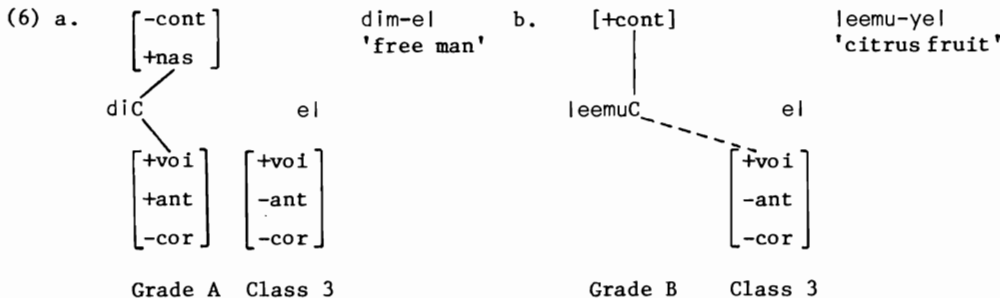 (6) a. [-cont] dim-el b. [+cont] leemu-yel
[+nas] 'free man' 'citrus fruit'
diC el leemuC el
[+voi] [+voi] [+voi]
[+ant] [-ant] [-ant]
[-cor] [-cor] [-cor]
Grade A Class 3 Grade B Class 3